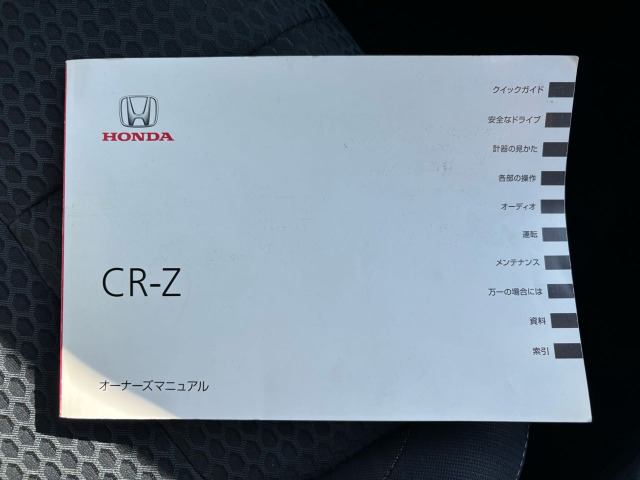 HONDA
CR-Z
オーナーズマニュアル
クイックガイド
安全なドライブ
計器の見かた
各部の操作
オーディオ
運転
メンテナンス
万一の場合には
資料
索引